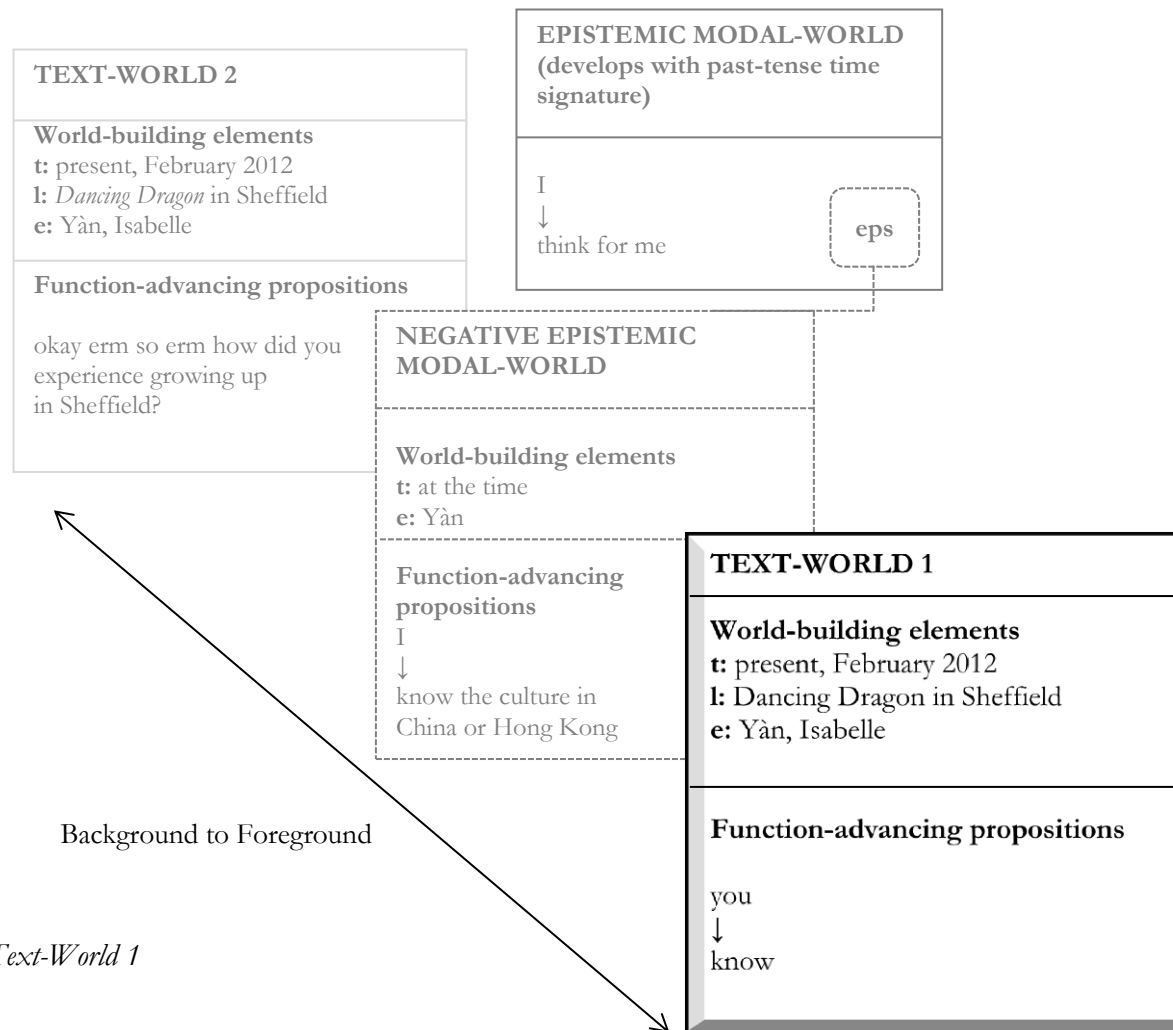 EPISTEMIC MODAL-WORLD
(develops with past-tense time
signature)
I
↓
think for me
eps
TEXT-WORLD 2
World-building elements
t: present, February 2012
l: Dancing Dragon in Sheffield
e: Yàn, Isabelle
Function-advancing propositions
okay erm so erm how did you
experience growing up
in Sheffield?
NEGATIVE EPISTEMIC
MODAL-WORLD
World-building elements
t: at the time
e: Yàn
Function-advancing
propositions
I
↓
know the culture in
China or Hong Kong
TEXT-WORLD 1
World-building elements
t: present, February 2012
l: Dancing Dragon in Sheffield
e: Yàn, Isabelle
Function-advancing propositions
you
↓
know
Background to Foreground
Text-World 1